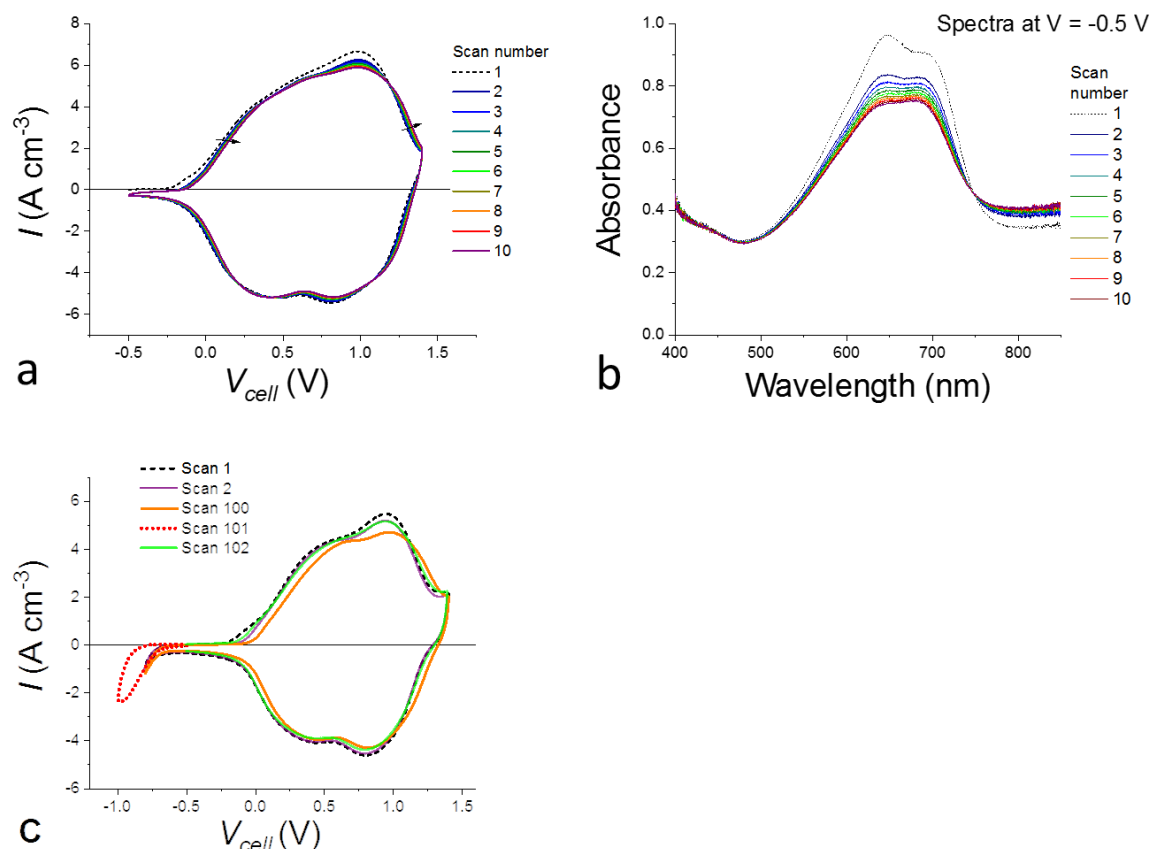 8
6
4
2
0
-2
-4
-6
I (A cm-3)
-0.5 0.0 0.5 1.0 1.5
Vcell (V)
Scan number
1
2
3
4
5
6
7
8
9
10
a
Spectra at V = -0.5 V
1.0
0.8
0.6
0.4
0.2
0.0
Absorbance
400 500 600 700 800
Wavelength (nm)
Scan
number
1
2
3
4
5
6
7
8
9
10
b
Scan 1
Scan 2
Scan 100
Scan 101
Scan 102
6
4
2
0
-2
-4
-6
I (A cm-3)
-1.0 -0.5 0.0 0.5 1.0 1.5
Vcell (V)
c